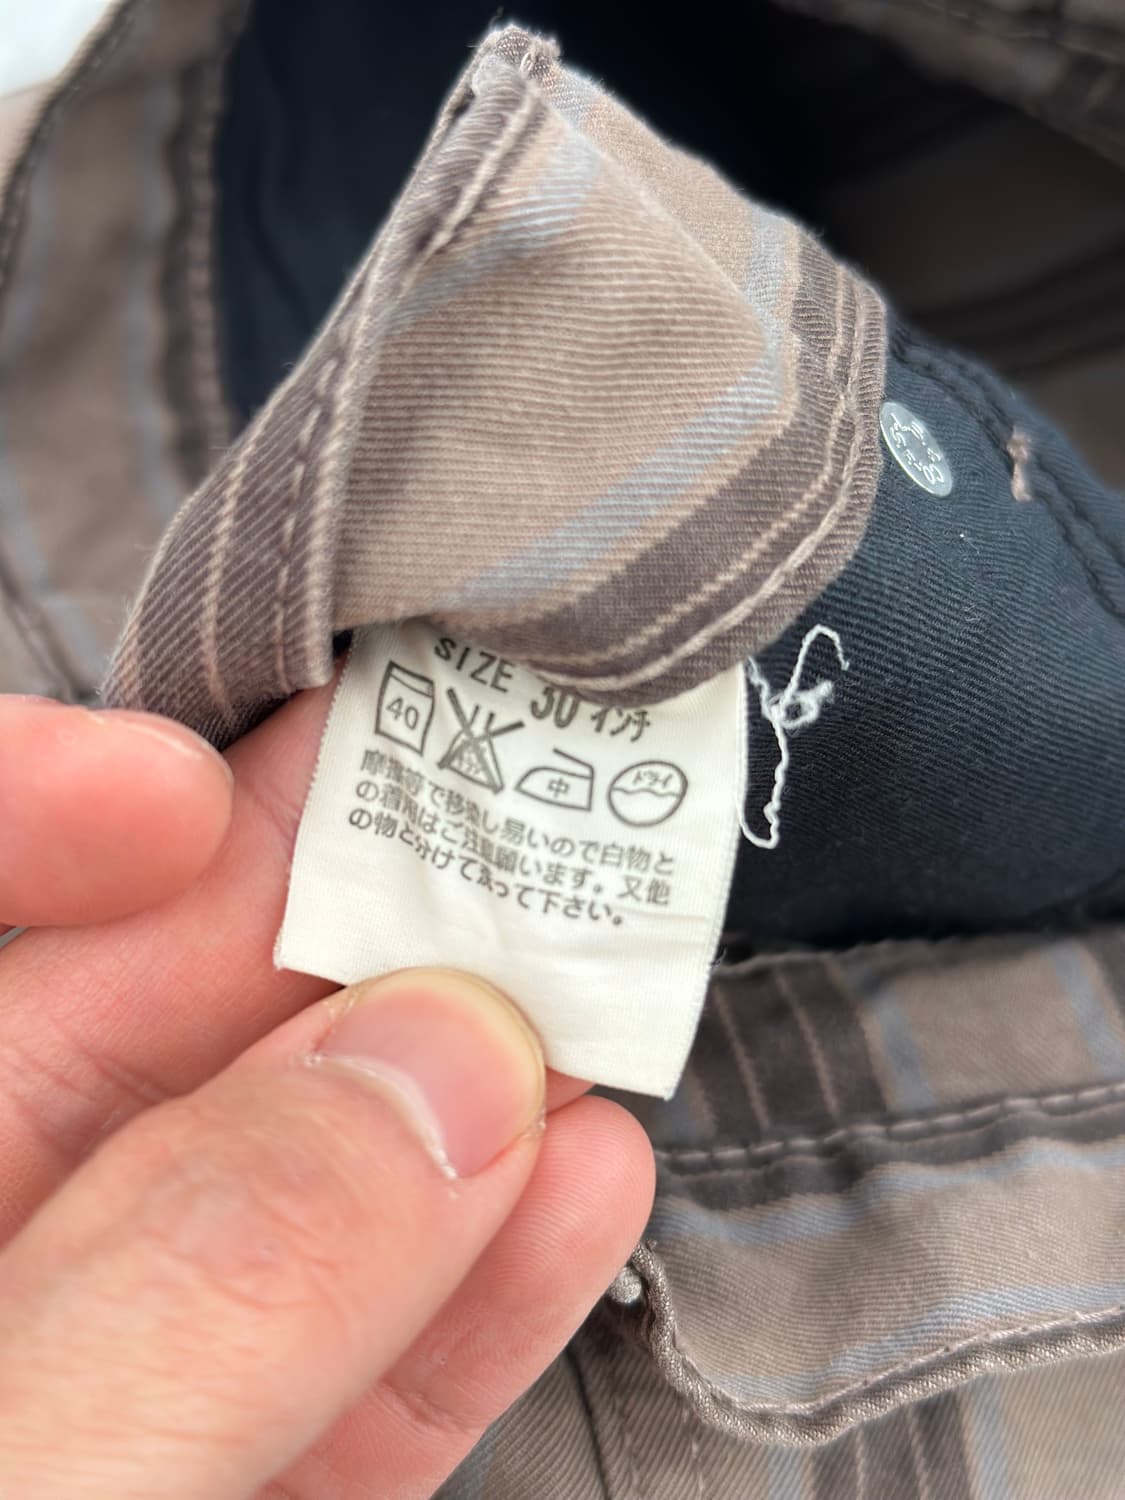 SIZE 30 インチ
40 中 ドライ
摩擦等で移染し易いので白物と
の着用はご注意願います。又他
の物と分けて洗って下さい。